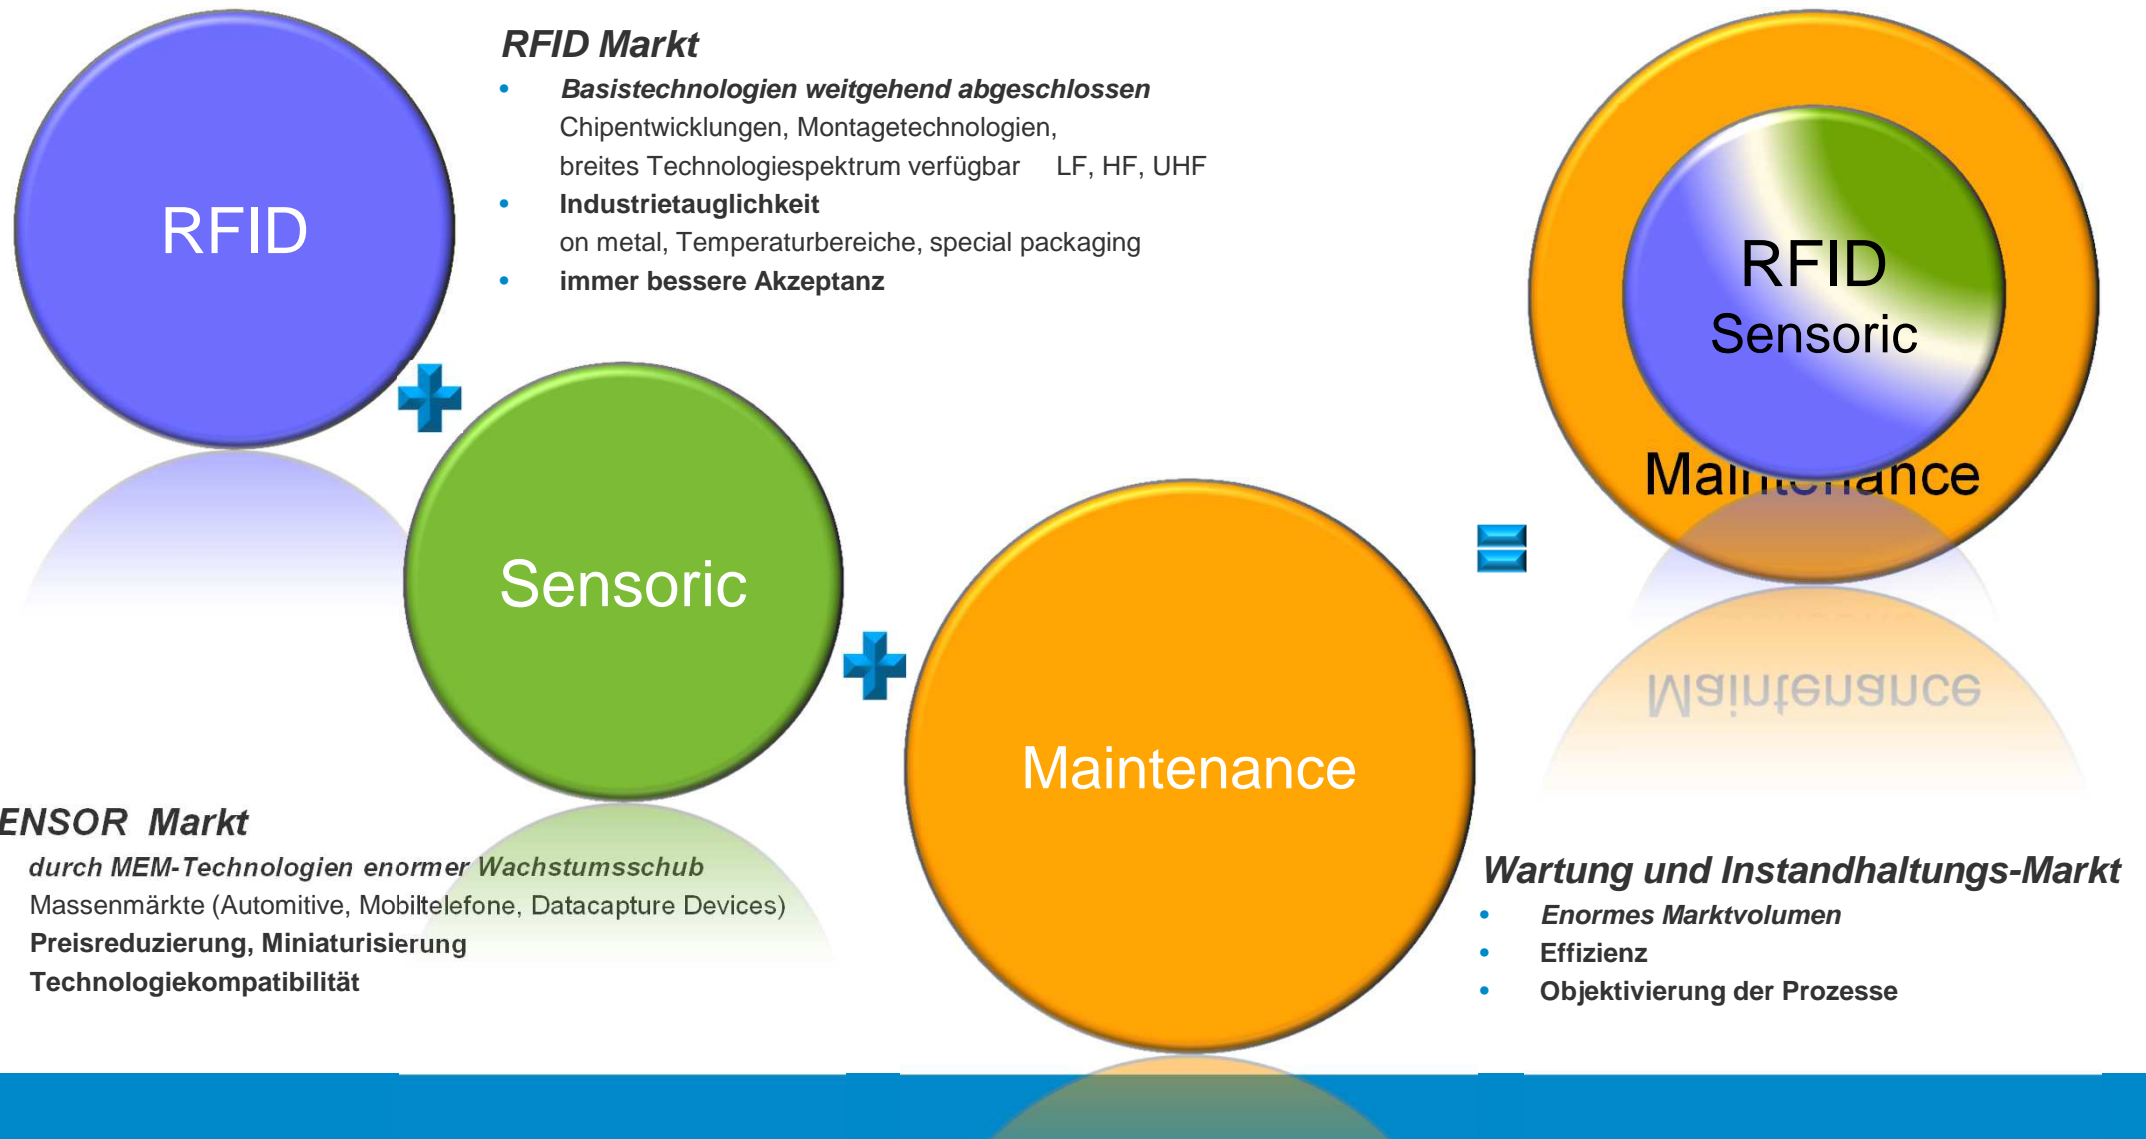 RFID Markt
• Basistechnologien weitgehend abgeschlossen
Chipentwicklungen, Montagetechnologien,
breites Technologiespektrum verfügbar LF, HF, UHF
• Industrietauglichkeit
on metal, Temperaturbereiche, special packaging
• immer bessere Akzeptanz
RFID
RFID
Sensoric
Maintenance
Sensoric
Maintenance
Maintenance
ENSOR Markt
durch MEM-Technologien enormer Wachstumsschub
Massenmärkte (Automitive, Mobiltelefone, Datacapture Devices)
Preisreduzierung, Miniaturisierung
Technologiekompatibilität
Wartung und Instandhaltungs-Markt
• Enormes Marktvolumen
• Effizienz
• Objektivierung der Prozesse